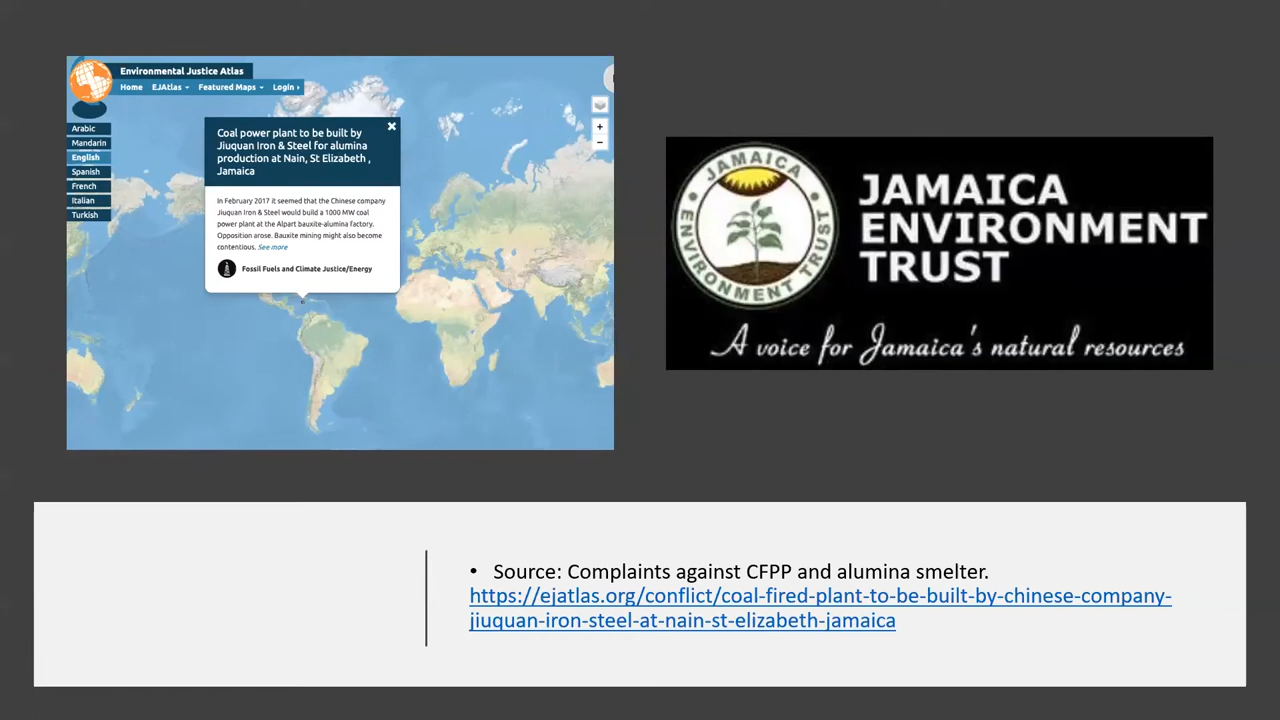 Environmental Justice Atlas
Home EJAtlas Featured Maps Login
Arabic
Mandarin
English
Spanish
French
Italian
Turkish
Coal power plant to be built by
Jiuquan Iron & Steel for alumina
production at Nain, St Elizabeth ,
Jamaica
In February 2017 it seemed that the Chinese company
Jiuquan Iron & Steel would build a 1000 MW coal
power plant at the Alpart bauxite-alumina factory.
Opposition arose. Bauxite mining might also become
contentious. See more
Fossil Fuels and Climate Justice/Energy
+
−
JAMAICA
ENVIRONMENT TRUST
JAMAICA
ENVIRONMENT
TRUST
A voice for Jamaica's natural resources
• Source: Complaints against CFPP and alumina smelter.
https://ejatlas.org/conflict/coal-fired-plant-to-be-built-by-chinese-company-
jiuquan-iron-steel-at-nain-st-elizabeth-jamaica